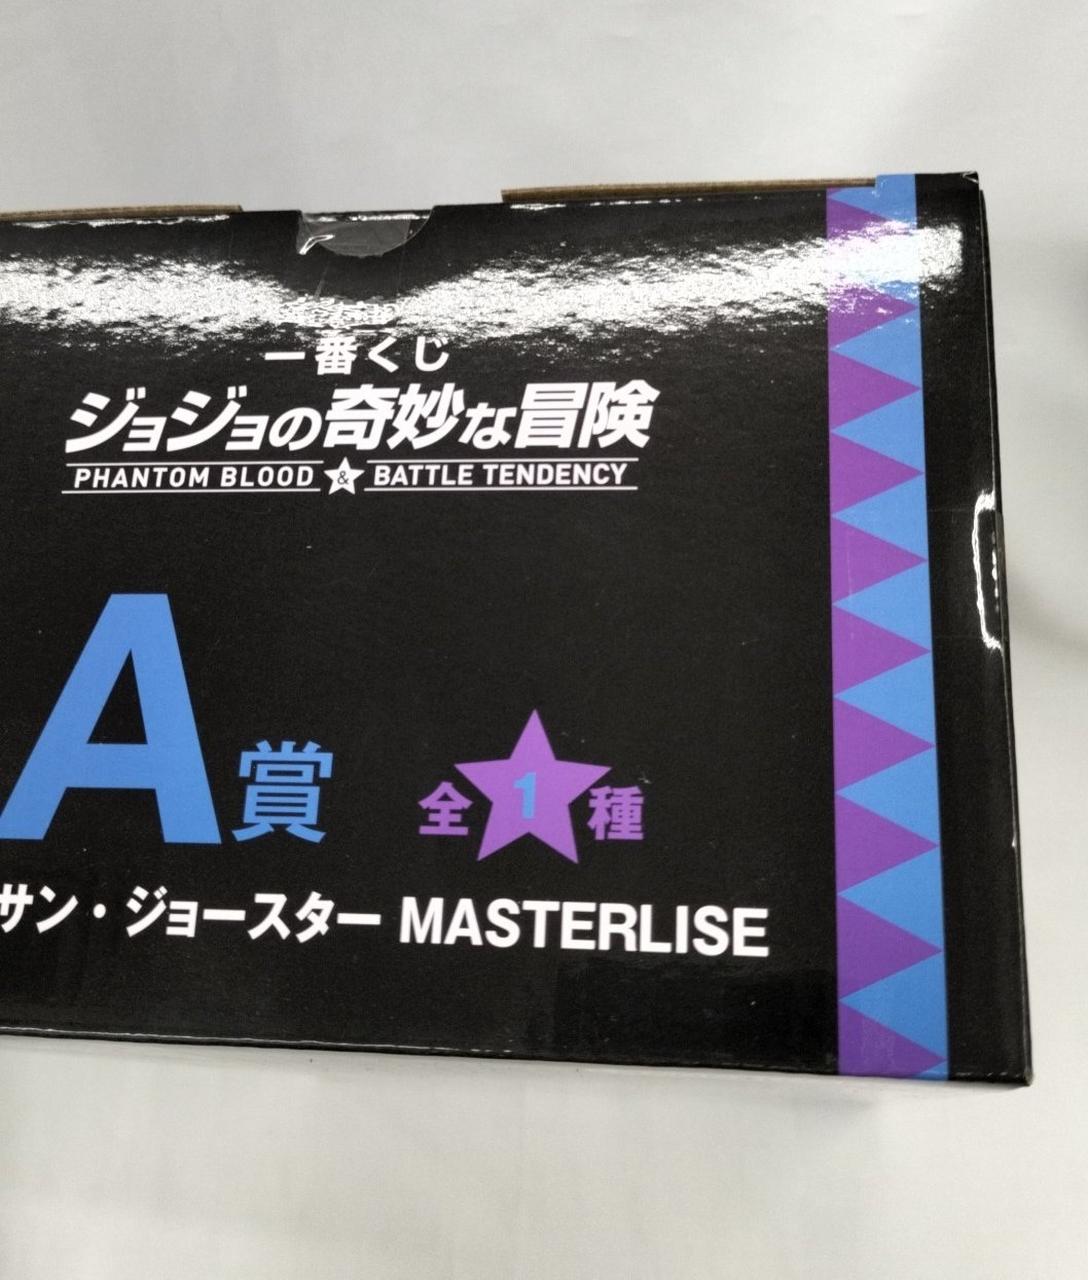 一番くじ
ジョジョの奇妙な冒険
PHANTOM BLOOD & BATTLE TENDENCY
A賞 全1種
サン・ジョースター MASTERLISE